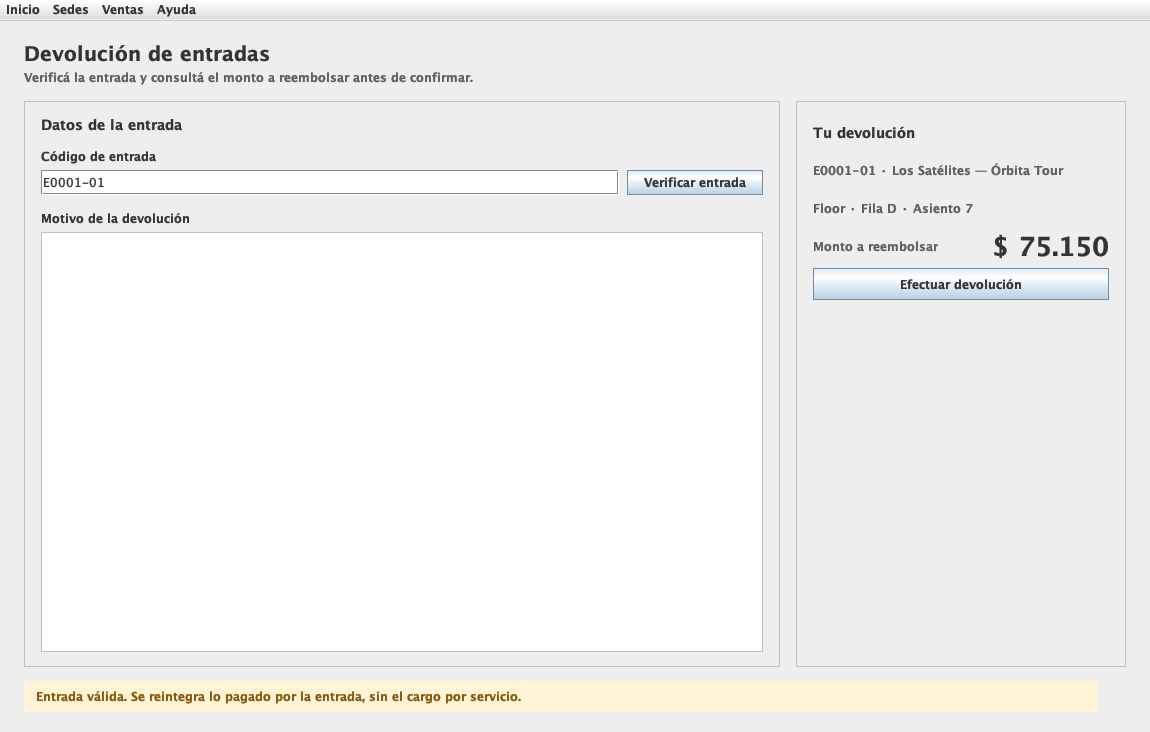 Inicio Sedes Ventas Ayuda
Devolución de entradas
Verificá la entrada y consultá el monto a reembolsar antes de confirmar.
Datos de la entrada
Código de entrada
E0001-01 Verificar entrada
Motivo de la devolución
Tu devolución
E0001-01 · Los Satélites — Órbita Tour
Floor · Fila D · Asiento 7
Monto a reembolsar $ 75.150
Efectuar devolución
Entrada válida. Se reintegra lo pagado por la entrada, sin el cargo por servicio.